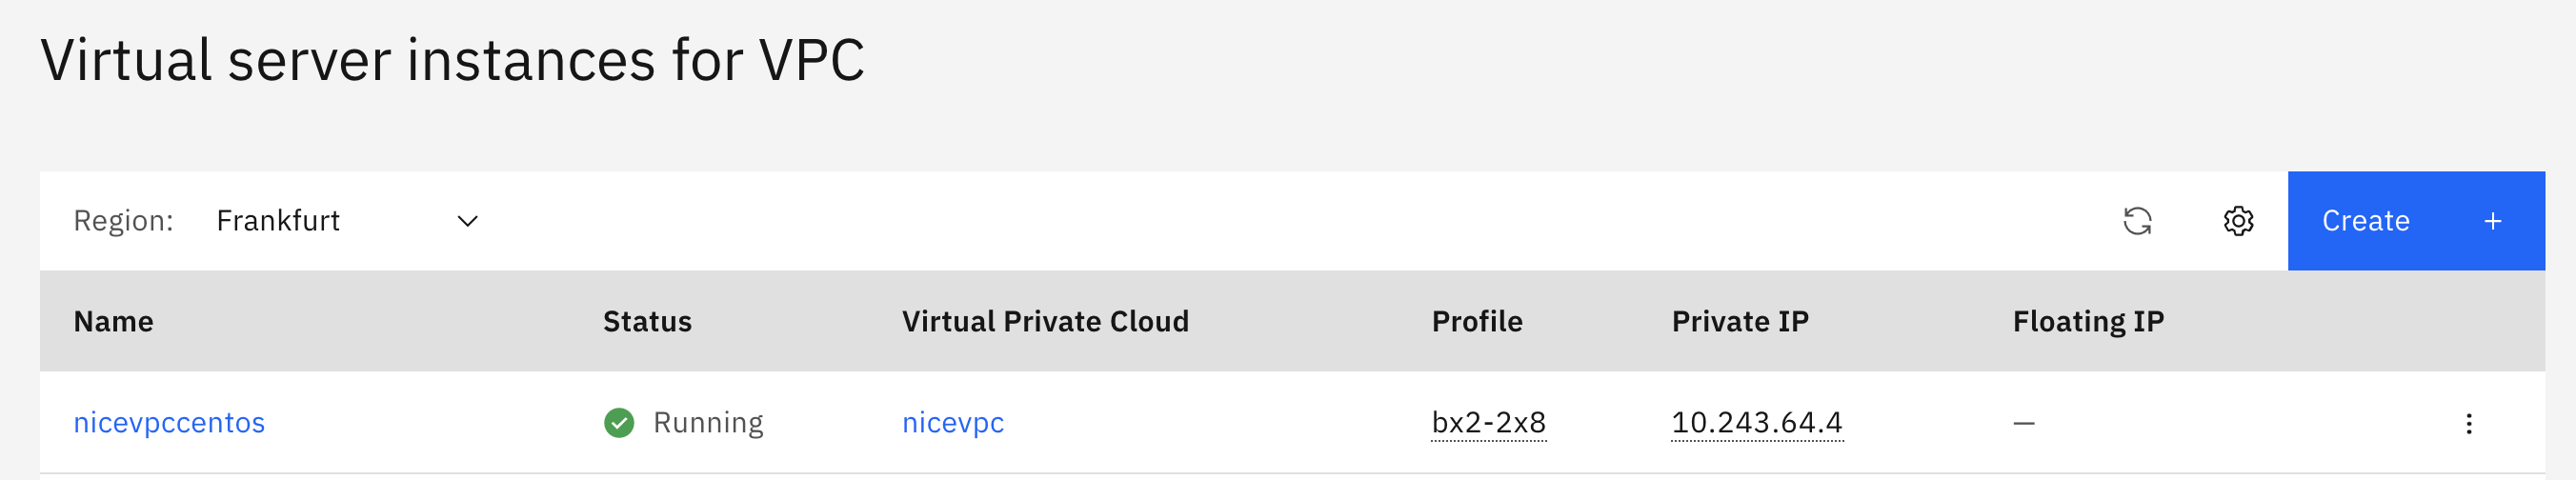 Virtual server instances for VPC
Region: Frankfurt Create +
Name Status Virtual Private Cloud Profile Private IP Floating IP
nicevpccentos Running nicevpc bx2-2x8 10.243.64.4 –